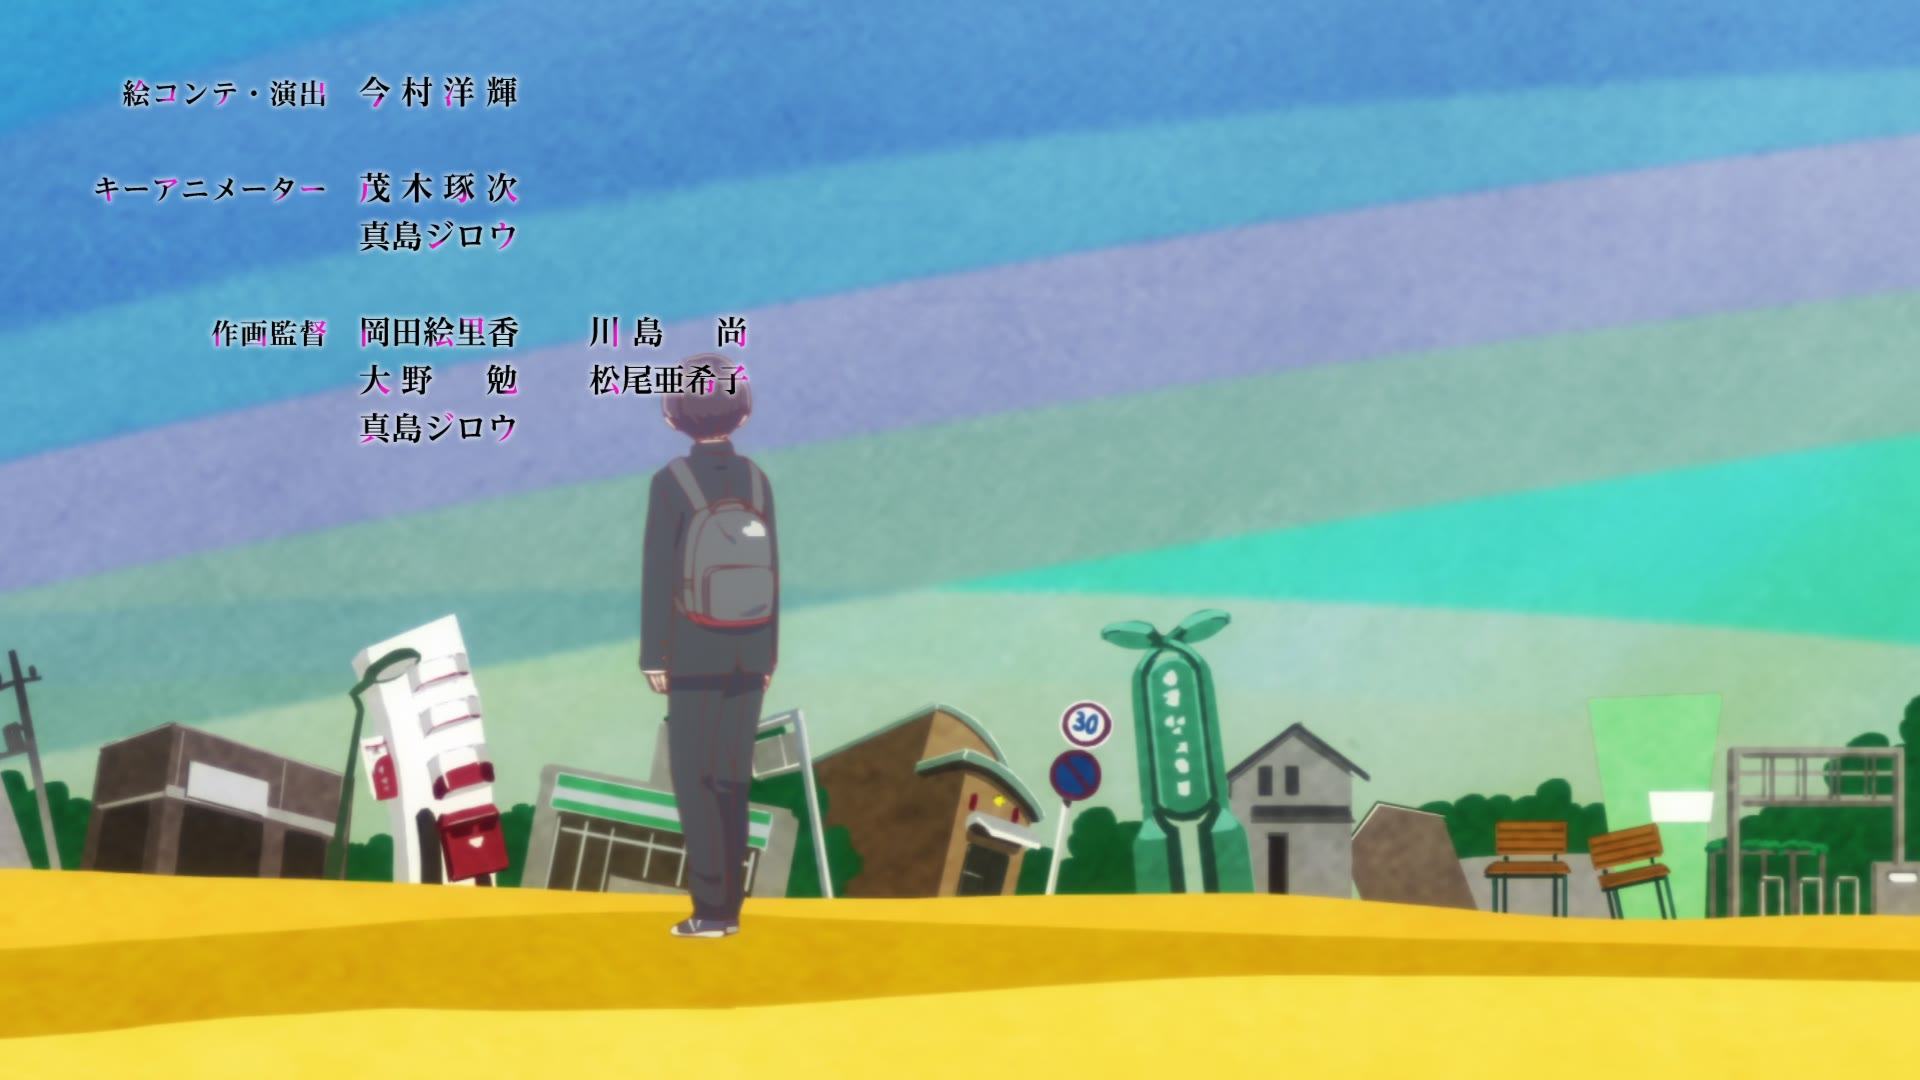 絵コンテ・演出 今村洋輝
キーアニメーター 茂木琢次
真島ジロウ
作画監督 岡田絵里香 川島 尚
大野 勉 松尾亜希子
真島ジロウ
30